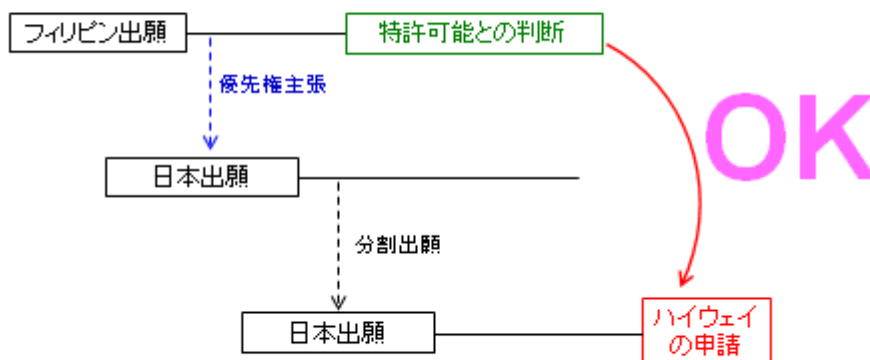 フィリピン出願
特許可能との判断
優先権主張
OK
日本出願
分割出願
日本出願
ハイウェイ
の申請